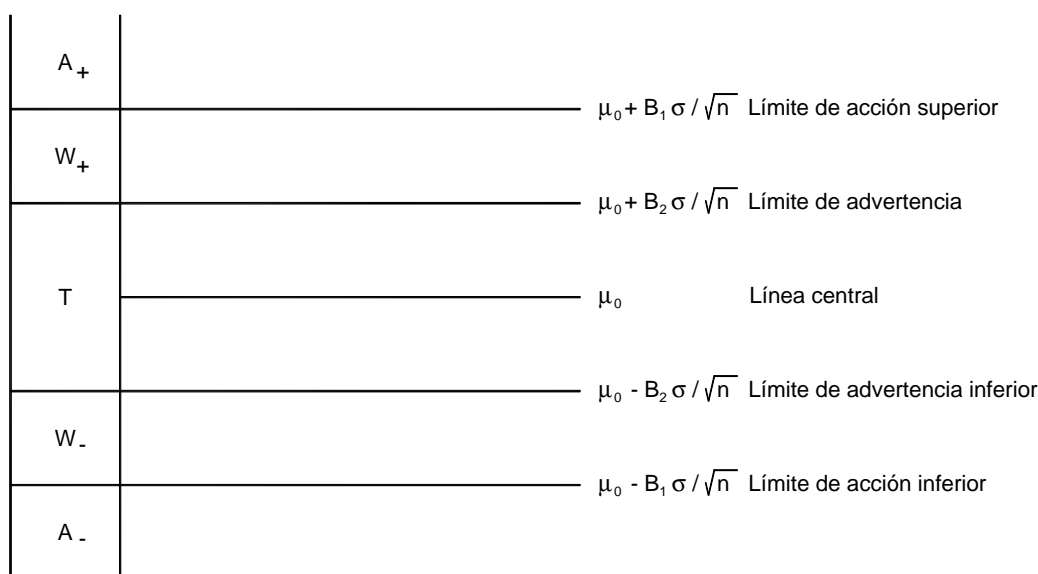 A+
μ₀ + B₁ σ / √n Límite de acción superior
W+
μ₀ + B₂ σ / √n Límite de advertencia
T μ₀ Línea central
μ₀ - B₂ σ / √n Límite de advertencia inferior
W-
μ₀ - B₁ σ / √n Límite de acción inferior
A-